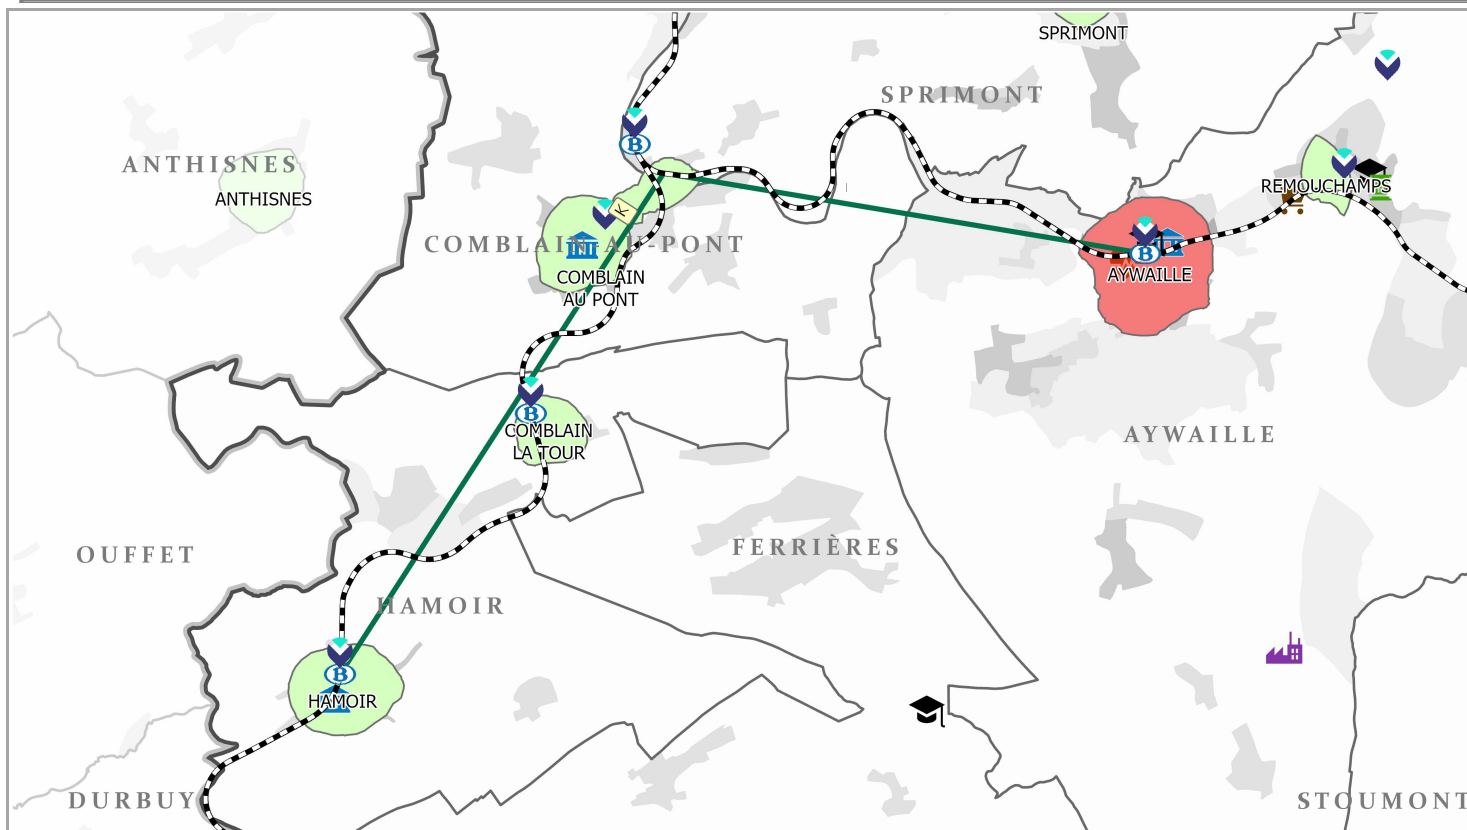 SPRIMONT
SPRIMONT
ANTHISNES
ANTHISNES
REMOUCHAMPS
K
COMBLAIN-AU-PONT
COMBLAIN
AU PONT
B
B
AYWAILLE
B
COMBLAIN
LA TOUR
AYWAILLE
OUFFET
FERRIÈRES
HAMOIR
B
HAMOIR
DURBUY
STOUMONT